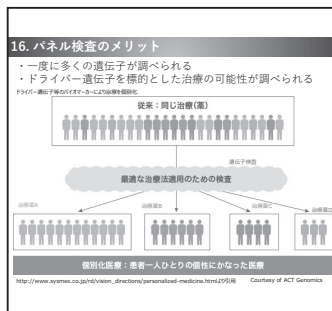 16. パネル検査のメリット
・一度に多くの遺伝子が調べられる
・ドライバー遺伝子を標的とした治療の可能性が調べられる
ドライバー遺伝子等のバイオマーカーにより治療を個別化
従来：同じ治療(薬)
遺伝子検査
最適な治療法適用のための検査
治療薬A
治療薬B
治療薬C
治療薬D
個別化医療：患者一人ひとりの個性にかなった医療
http://www.sysmex.co.jp/rd/vision_directions/personalized-medicine.htmlより引用
Courtesy of ACT Genomics